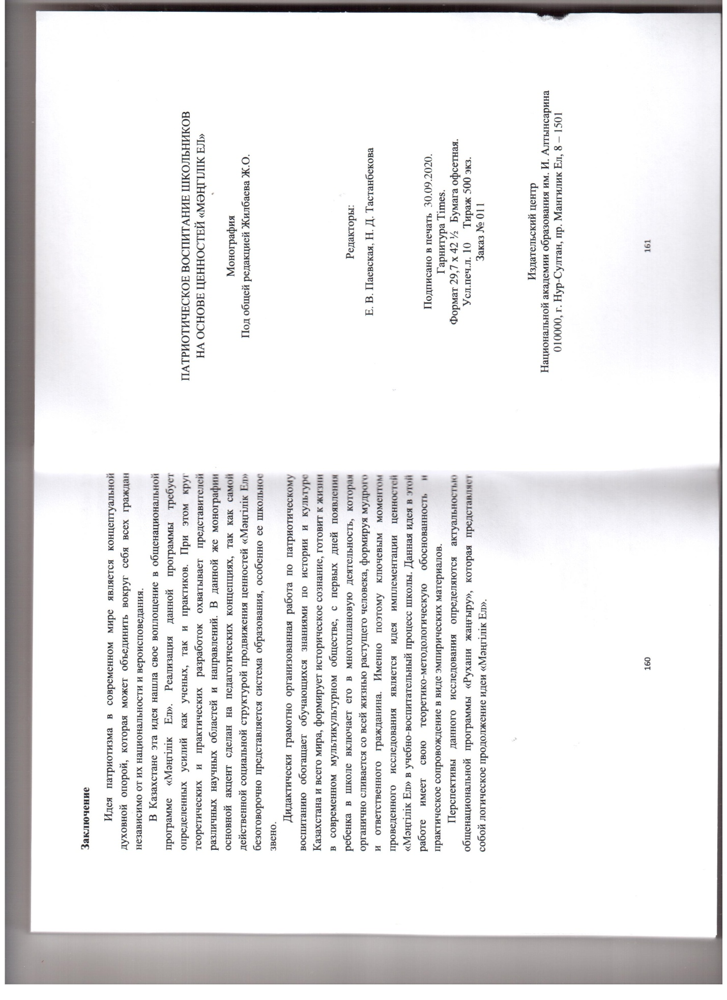 Заключение
Идея патриотизма в современном мире является концептуальной
духовной опорой, которая может объединить вокруг себя всех граждан
независимо от их национальности и вероисповедания.
В Казахстане эта идея нашла свое воплощение в общенациональной
программе «Мәңгілік Ел». Реализация данной программы требует
определенных усилий как ученых, так и практиков. При этом круг
теоретических и практических разработок охватывает представителей
различных научных областей и направлений. В данной же монографии
основной акцент сделан на педагогических концепциях, так как самой
действенной социальной структурой продвижения ценностей «Мәңгілік Ел»
безоговорочно представляется система образования, особенно ее школьное
звено.
Дидактически грамотно организованная работа по патриотическому
воспитанию обогащает обучающихся знаниями по истории и культуре
Казахстана и всего мира, формирует историческое сознание, готовит к жизни
в современном мультикультурном обществе, с первых дней появления
ребенка в школе включает его в многоплановую деятельность, которая
органично сливается со всей жизнью растущего человека, формируя мудрого
и ответственного гражданина. Именно поэтому ключевым моментом
проведенного исследования является идея имплементации ценностей
«Мәңгілік Ел» в учебно-воспитательный процесс школы. Данная идея в этой
работе имеет свою теоретико-методологическую обоснованность и
практическое сопровождение в виде эмпирических материалов.
Перспективы данного исследования определяются актуальностью
общенациональной программы «Рухани жаңғыру», которая представляет
собой логическое продолжение идеи «Мәңгілік Ел».
160
ПАТРИОТИЧЕСКОЕ ВОСПИТАНИЕ ШКОЛЬНИКОВ
НА ОСНОВЕ ЦЕННОСТЕЙ «МӘҢГІЛІК ЕЛ»
Монография
Под общей редакцией Жилбаева Ж.О.
Редакторы:
Е. В. Паевская, Н. Д. Тастанбекова
Подписано в печать 30.09.2020.
Гарнитура Times.
Формат 29,7 х 42 ½ Бумага офсетная.
Усл.печ.л. 10 Тираж 500 экз.
Заказ № 011
Издательский центр
Национальной академии образования им. И. Алтынсарина
010000, г. Нур-Султан, пр. Мангилик Ел, 8 – 1501
161